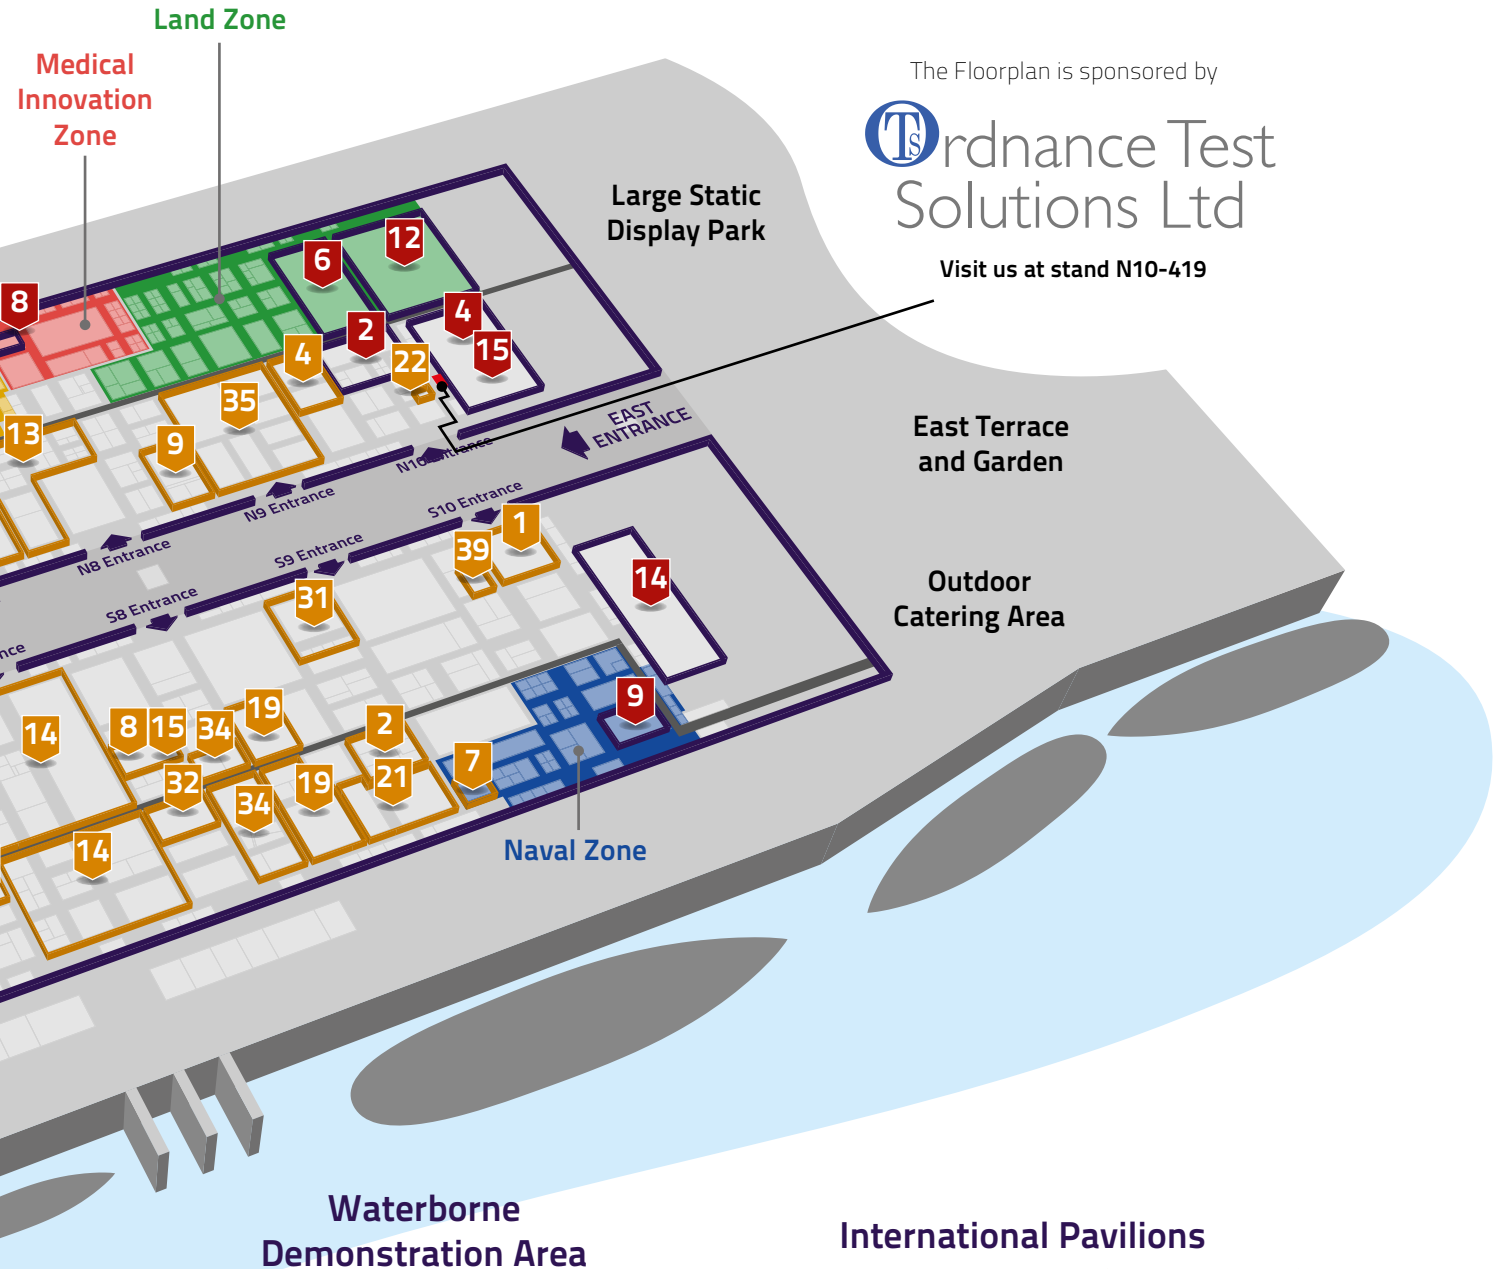 Land Zone
Medical
Innovation
Zone
The Floorplan is sponsored by
OTS
Ordnance Test
Solutions Ltd
Visit us at stand N10-419
Large Static
Display Park
12
6
8
4
2
15
4
22
35
13
9
EAST
ENTRANCE
N10 Entrance
N9 Entrance
N8 Entrance
S10 Entrance
S9 Entrance
S8 Entrance
nce
East Terrace
and Garden
Outdoor
Catering Area
1
39
14
31
9
14
8
15
34
19
2
7
32
34
19
21
14
Naval Zone
Waterborne
Demonstration Area
International Pavilions